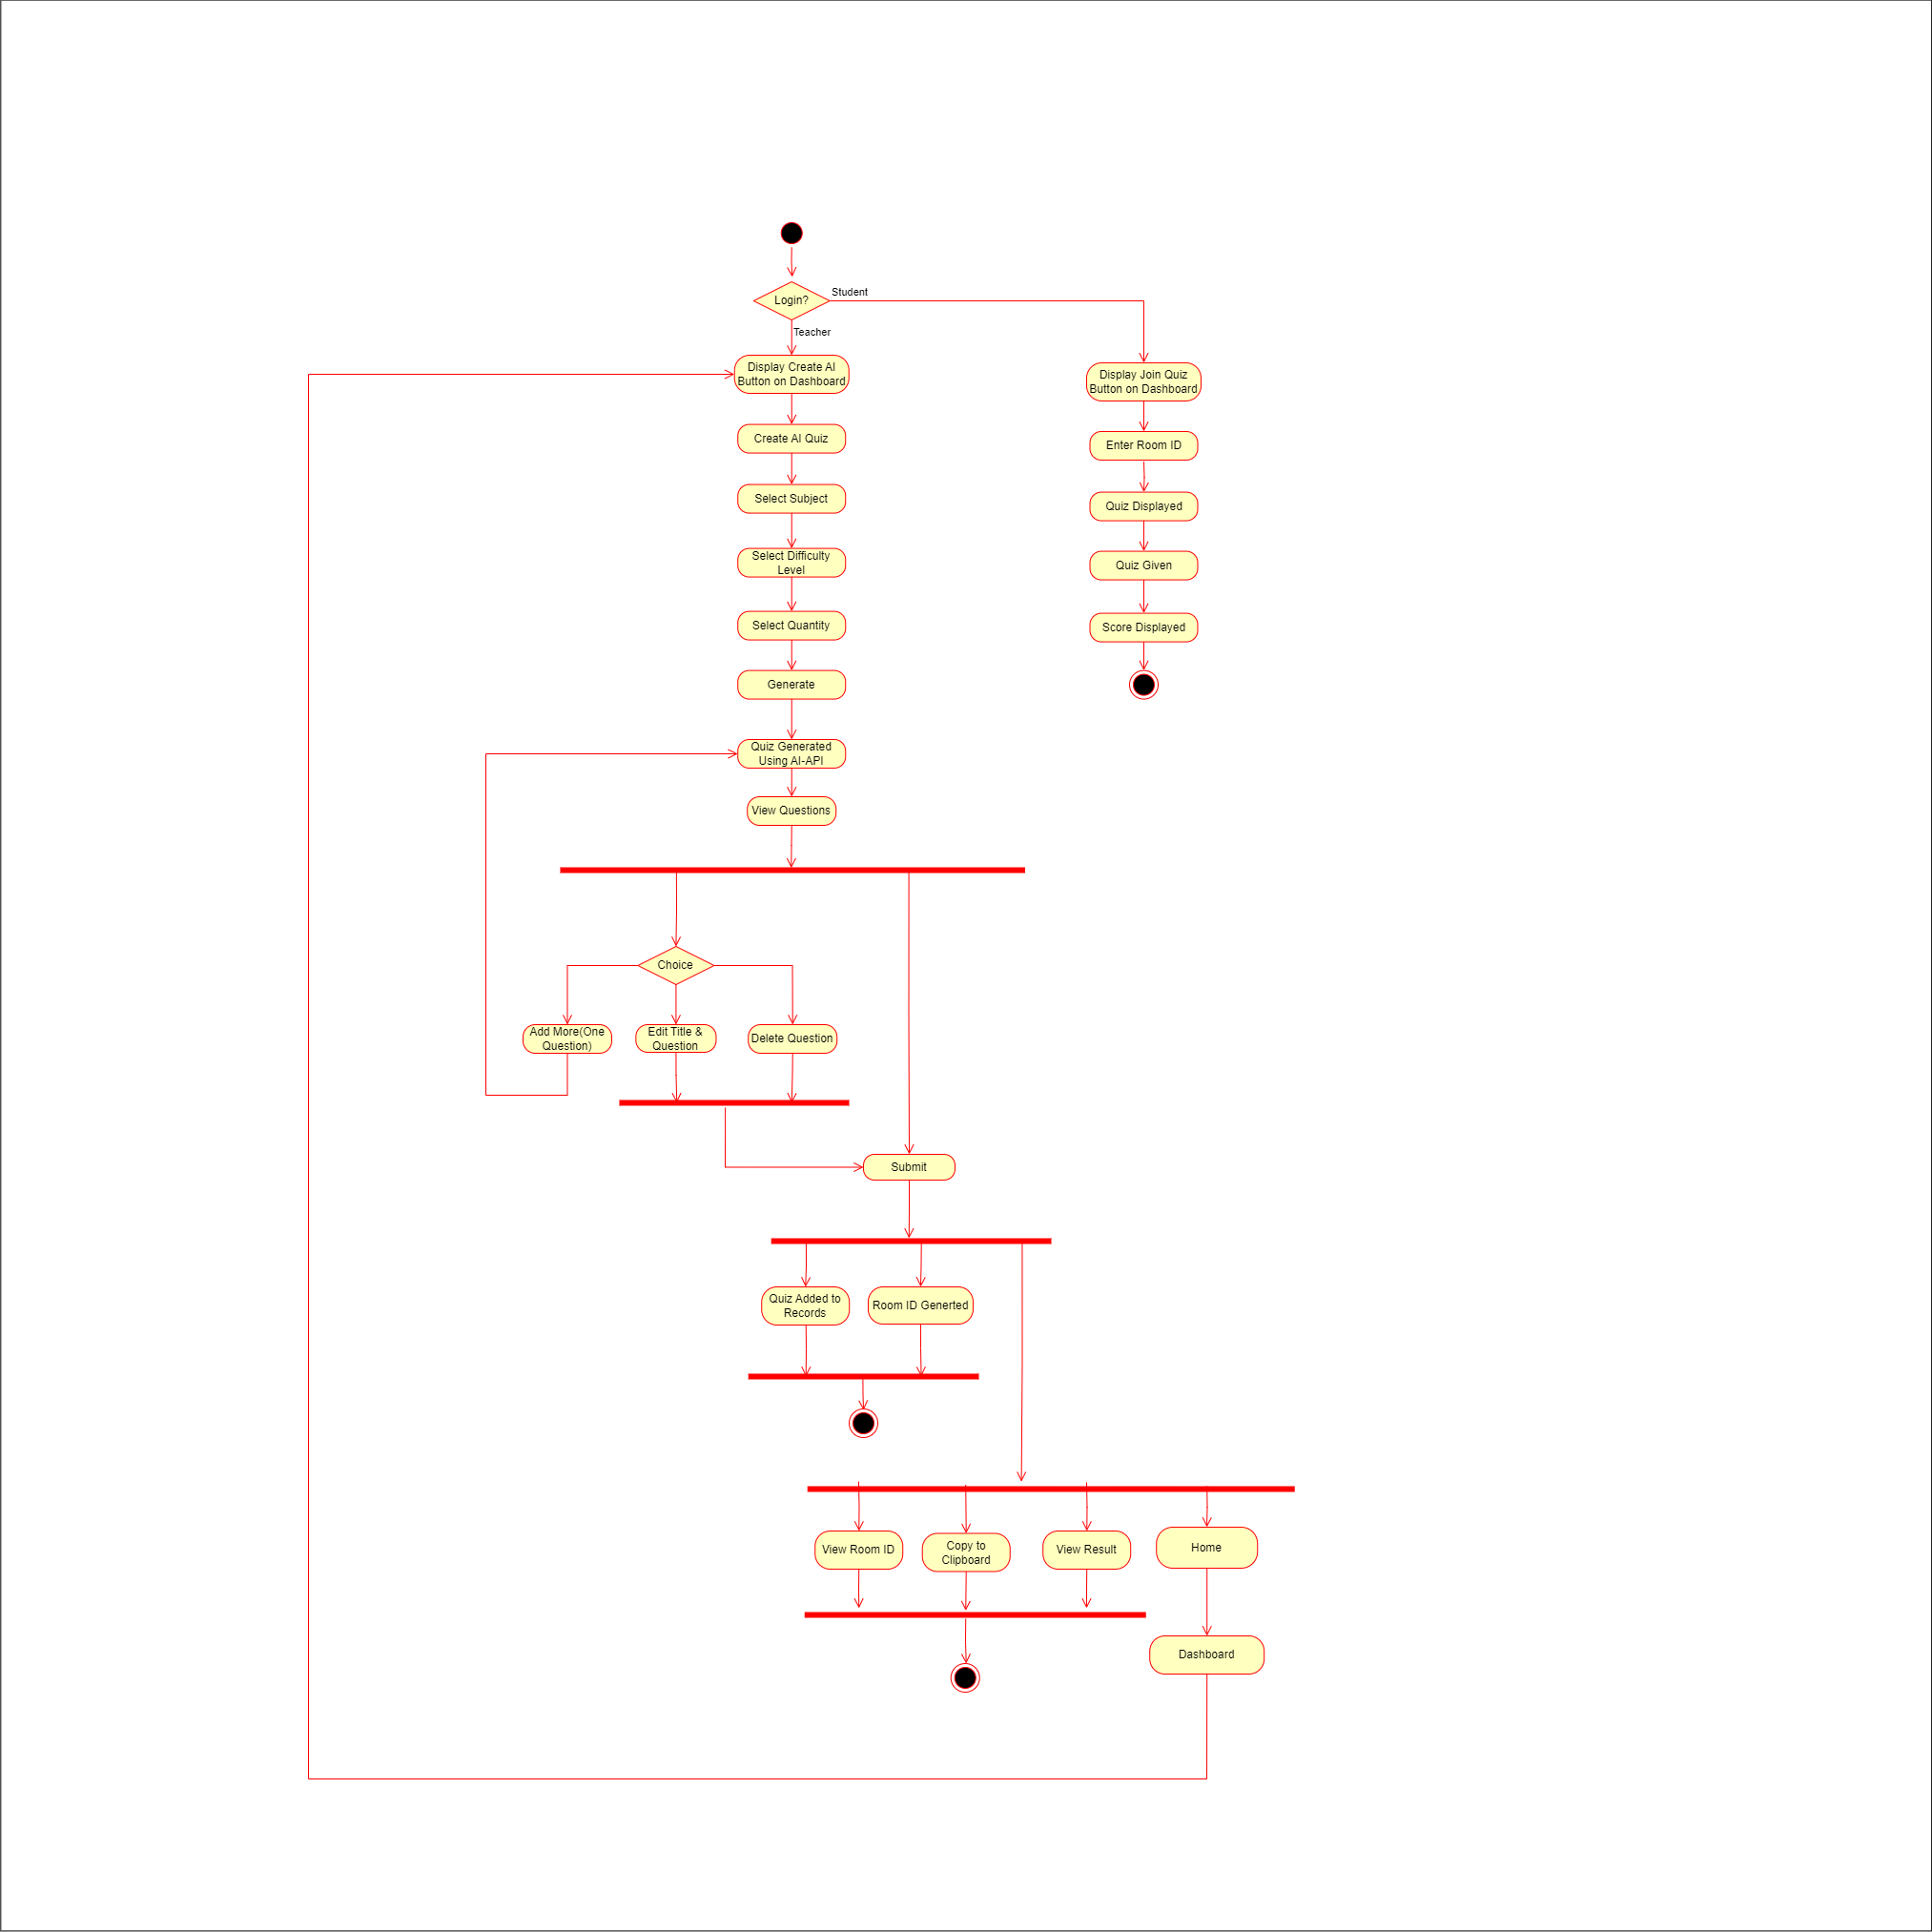 Login?
Student
Teacher
Display Create AI
Button on Dashboard
Create AI Quiz
Select Subject
Select Difficulty
Level
Select Quantity
Generate
Quiz Generated
Using AI-API
View Questions
Display Join Quiz
Button on Dashboard
Enter Room ID
Quiz Displayed
Quiz Given
Score Displayed
Choice
Add More(One
Question)
Edit Title &
Question
Delete Question
Submit
Quiz Added to
Records
Room ID Generted
View Room ID
Copy to
Clipboard
View Result
Home
Dashboard